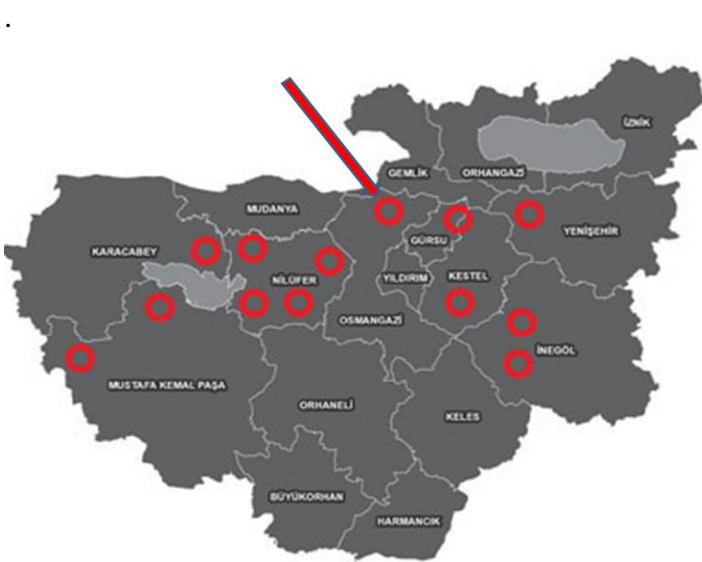 .
İZNİK
GEMLİK
ORHANGAZİ
MUDANYA
YENİŞEHİR
GÜRSU
KARACABEY
NİLÜFER
YILDIRIM
KESTEL
OSMANGAZİ
İNEGÖL
MUSTAFA KEMAL PAŞA
ORHANELİ
KELES
BÜYÜKORHAN
HARMANCIK